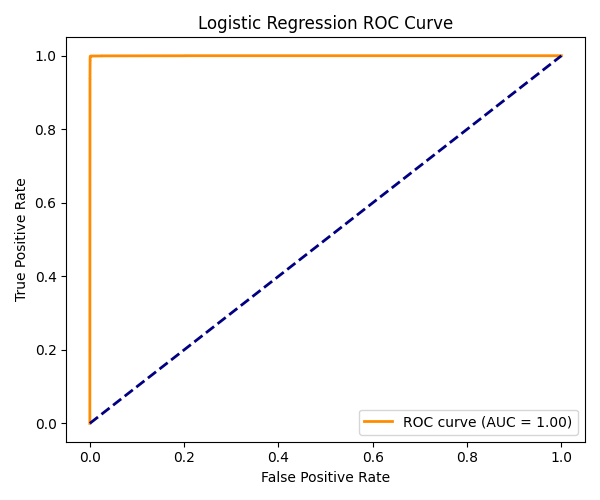 Logistic Regression ROC Curve
True Positive Rate
1.0
0.8
0.6
0.4
0.2
0.0
0.0 0.2 0.4 0.6 0.8 1.0
False Positive Rate
ROC curve (AUC = 1.00)